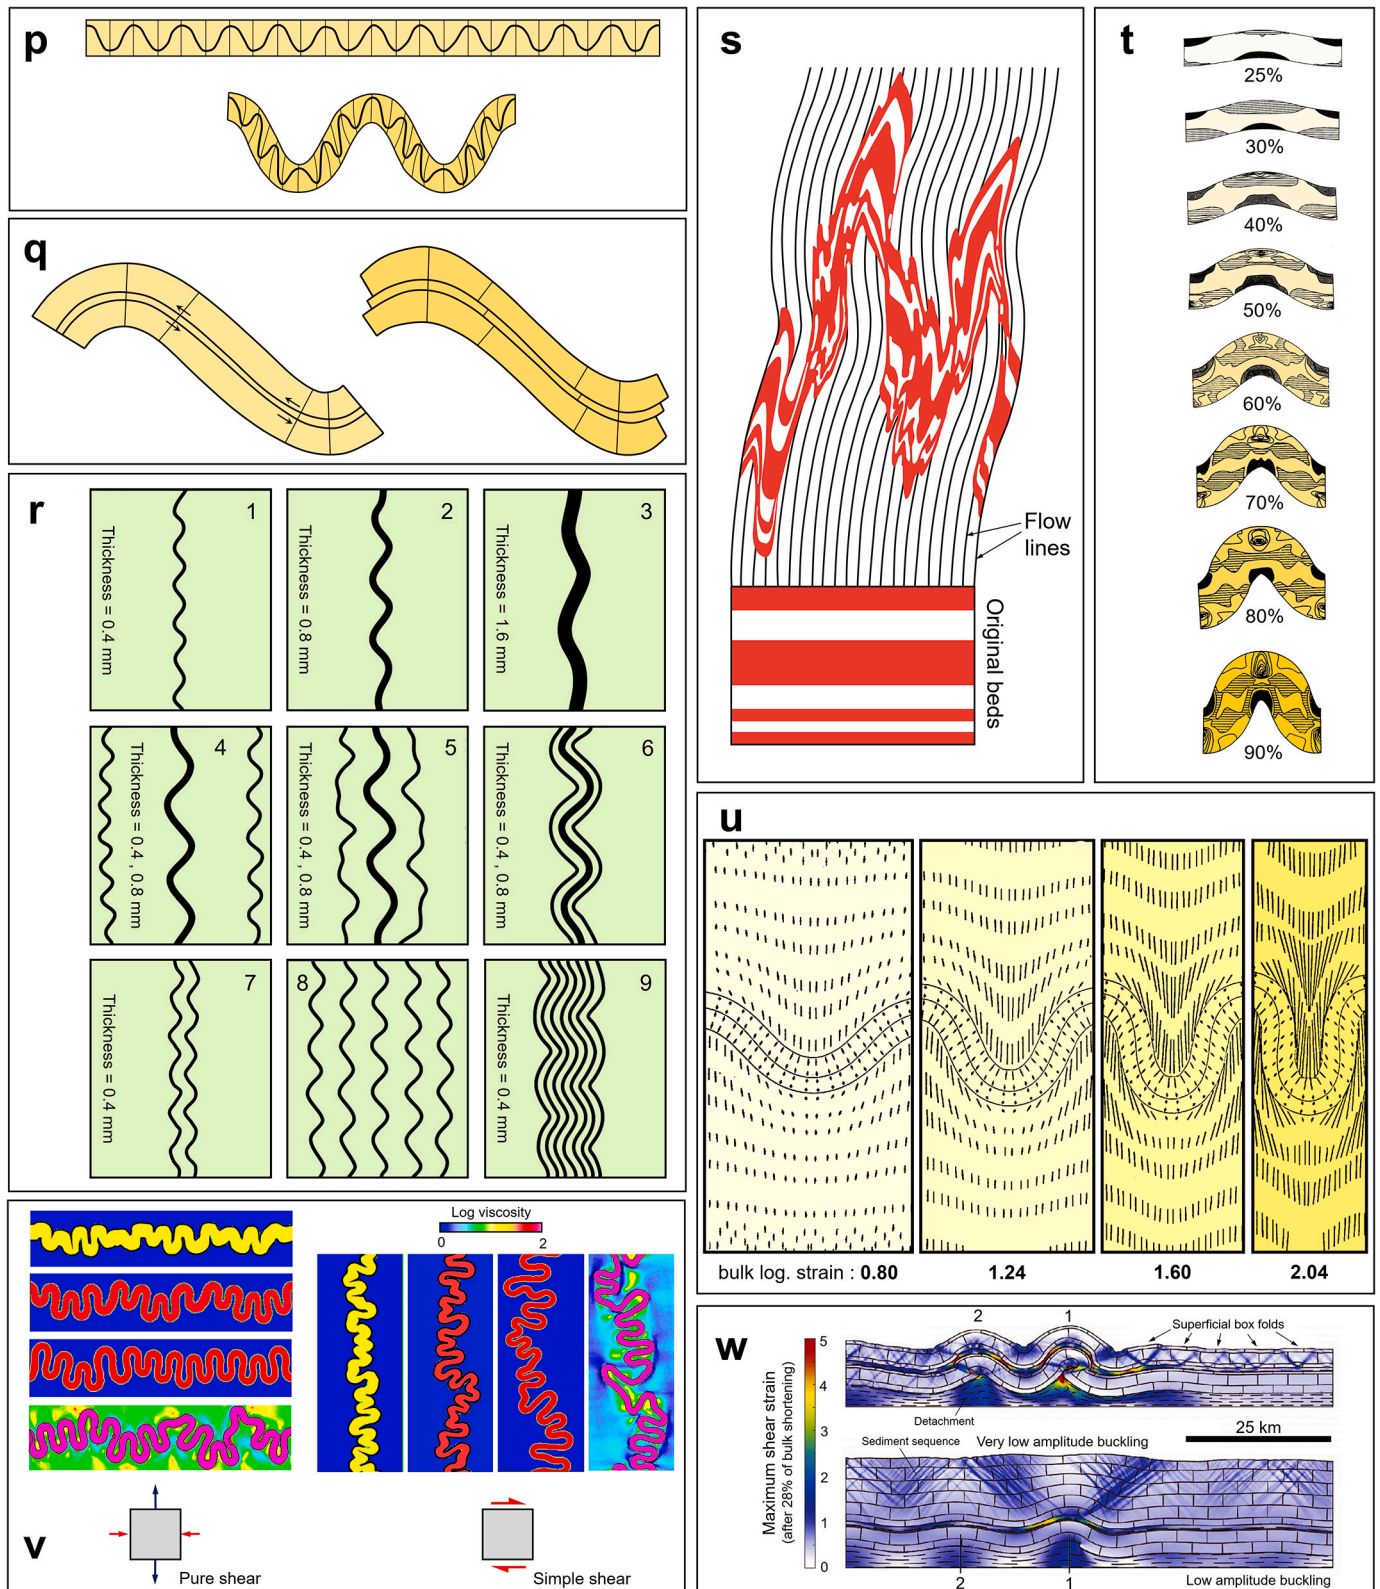 p
q
r
1
Thickness = 0.4 mm
2
Thickness = 0.8 mm
3
Thickness = 1.6 mm
4
Thickness = 0.4 , 0.8 mm
5
Thickness = 0.4 , 0.8 mm
6
Thickness = 0.4 , 0.8 mm
7
Thickness = 0.4 mm
8
9
Thickness = 0.4 mm
s
Flow
lines
Original beds
t
25%
30%
40%
50%
60%
70%
80%
90%
u
bulk log. strain : 0.80
1.24
1.60
2.04
v
Log viscosity
0 2
Pure shear
Simple shear
w
Maximum shear strain
(after 28% of bulk shortening)
5
4
3
2
1
0
2 1
Superficial box folds
Detachment
25 km
Sediment sequence
Very low amplitude buckling
2 1
Low amplitude buckling